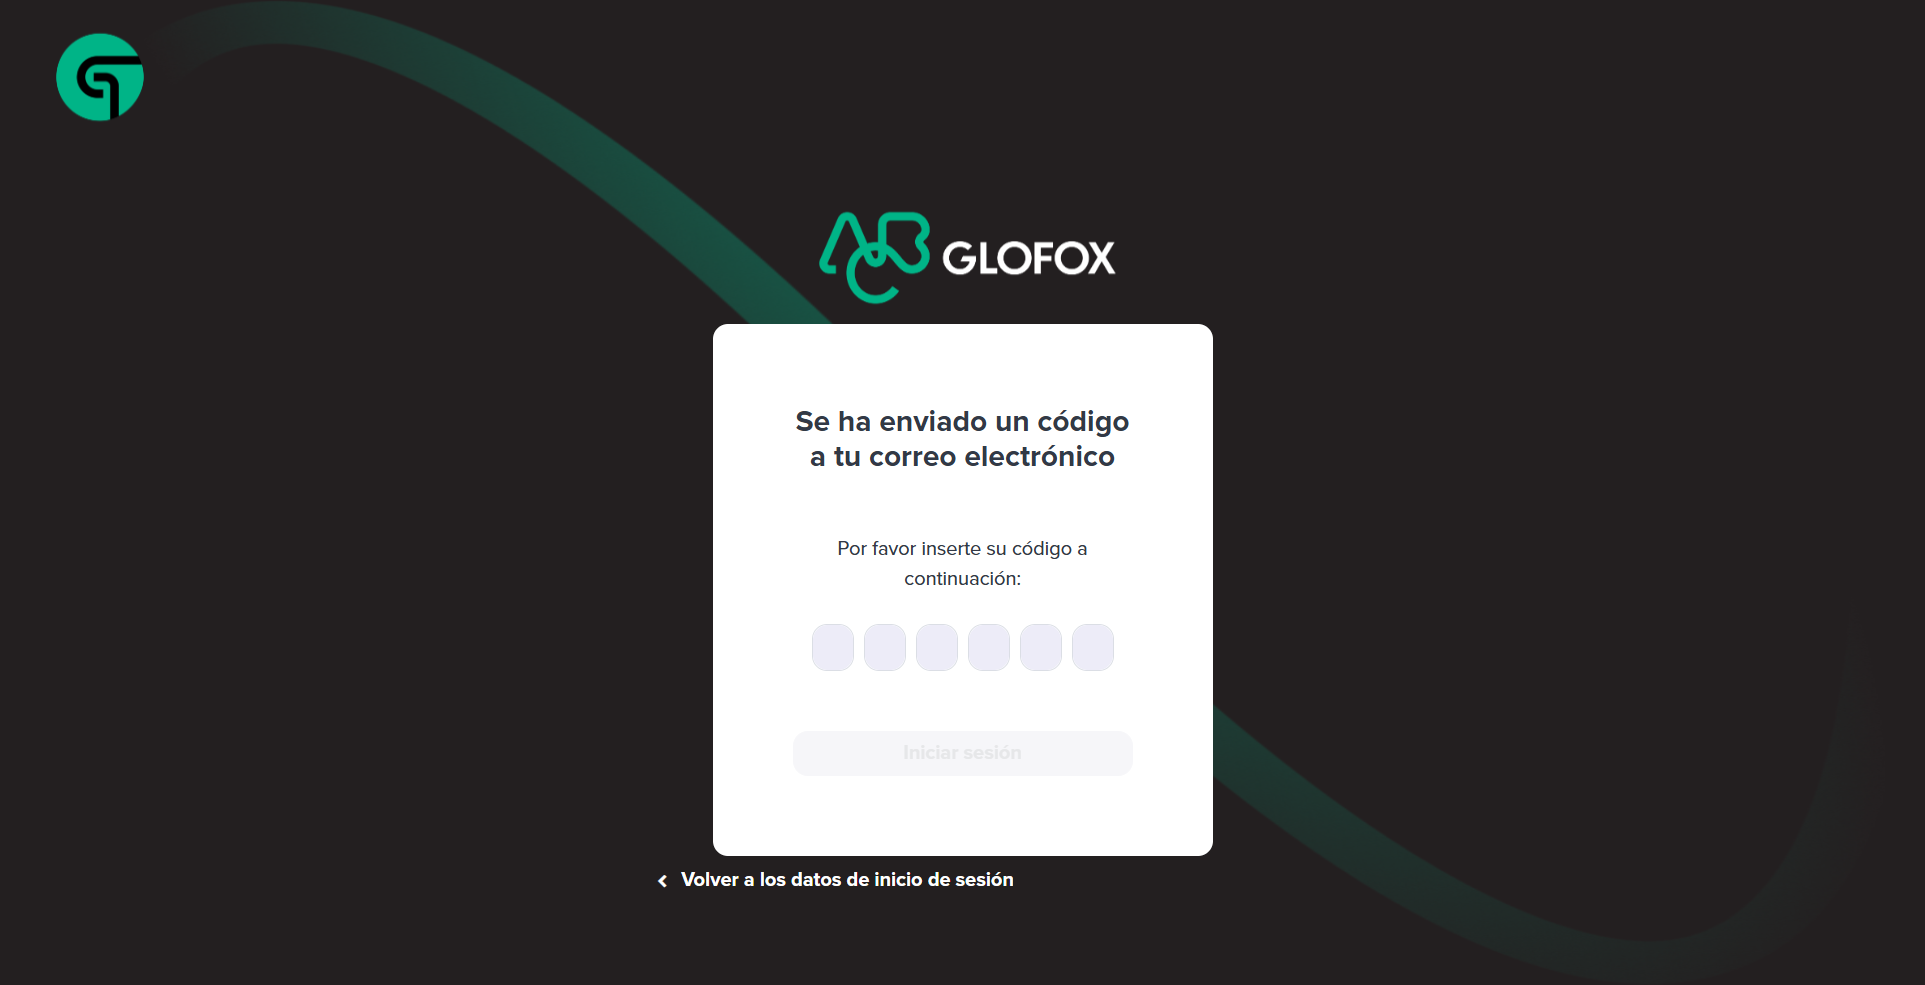 ABC GLOFOX
Se ha enviado un código
a tu correo electrónico
Por favor inserte su código a
continuación:
Iniciar sesión
Volver a los datos de inicio de sesión